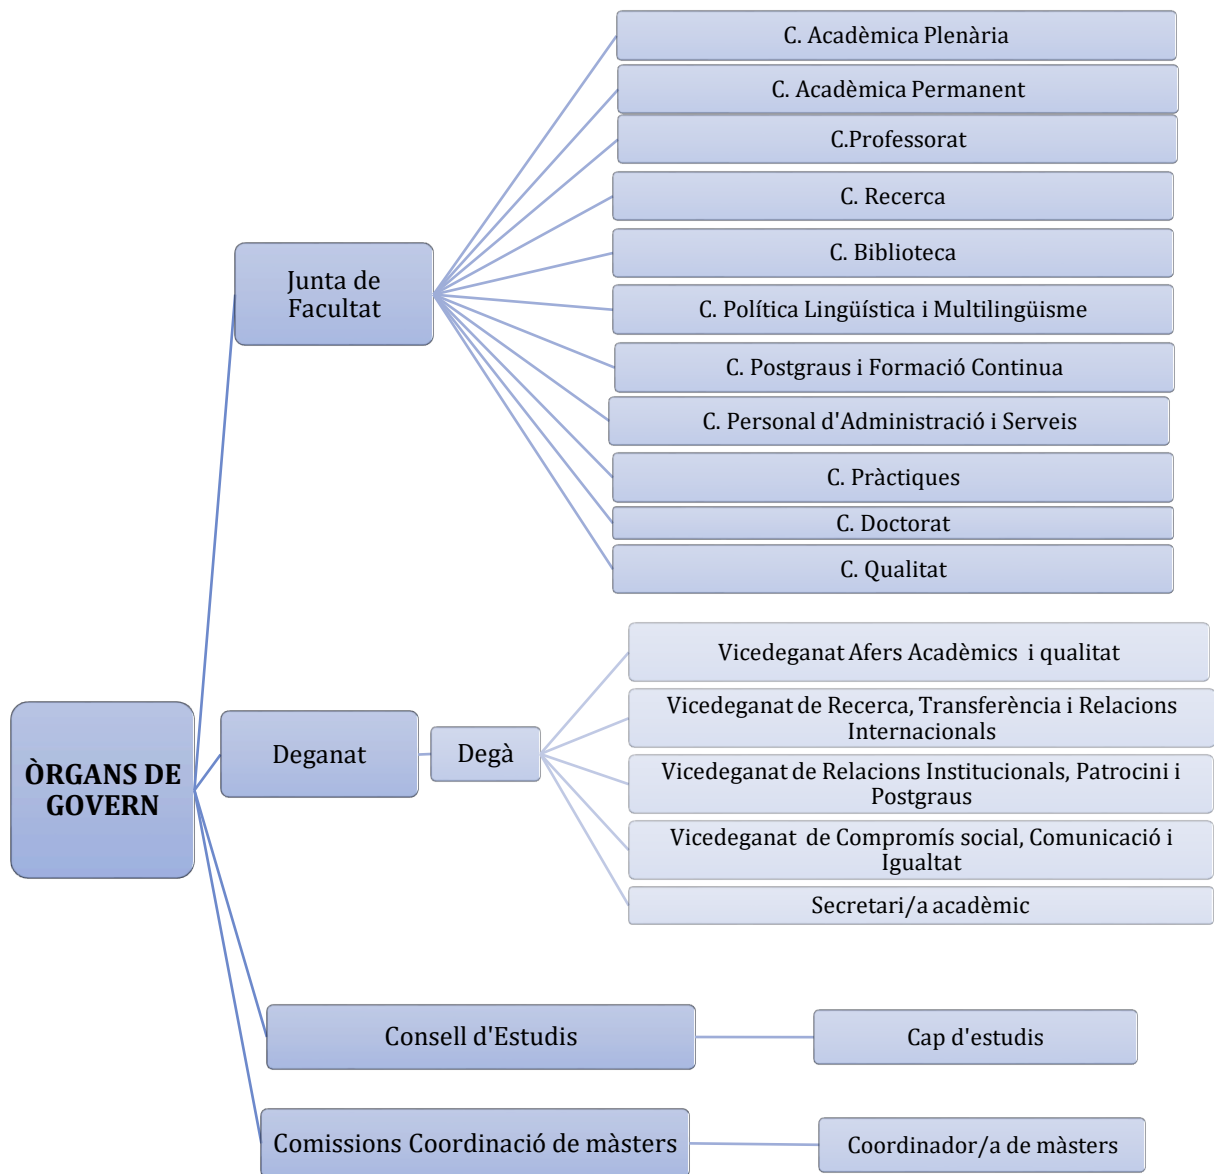 C. Acadèmica Plenària
C. Acadèmica Permanent
C.Professorat
C. Recerca
C. Biblioteca
C. Política Lingüística i Multilingüisme
C. Postgraus i Formació Continua
C. Personal d'Administració i Serveis
C. Pràctiques
C. Doctorat
C. Qualitat
Junta de
Facultat
Vicedeganat Afers Acadèmics i qualitat
Vicedeganat de Recerca, Transferència i Relacions
Internacionals
Vicedeganat de Relacions Institucionals, Patrocini i
Postgraus
Vicedeganat de Compromís social, Comunicació i
Igualtat
Secretari/a acadèmic
Deganat
Degà
ÒRGANS DE
GOVERN
Consell d'Estudis
Cap d'estudis
Comissions Coordinació de màsters
Coordinador/a de màsters